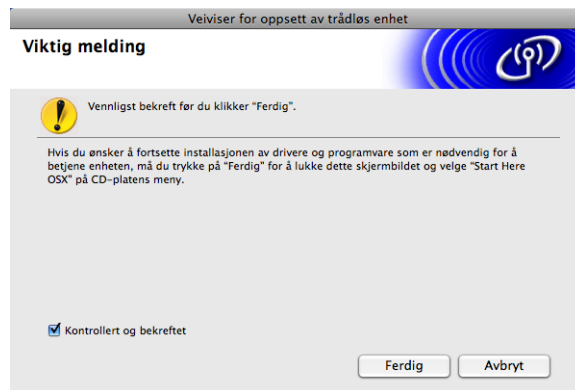 Veiviser for oppsett av trådløs enhet
Viktig melding
Vennligst bekreft før du klikker “Ferdig”.
Hvis du ønsker å fortsette installasjonen av drivere og programvare som er nødvendig for å
betjene enheten, må du trykke på “Ferdig” for å lukke dette skjermbildet og velge “Start Here
OSX” på CD-platens meny.
Kontrollert og bekreftet
Ferdig
Avbryt